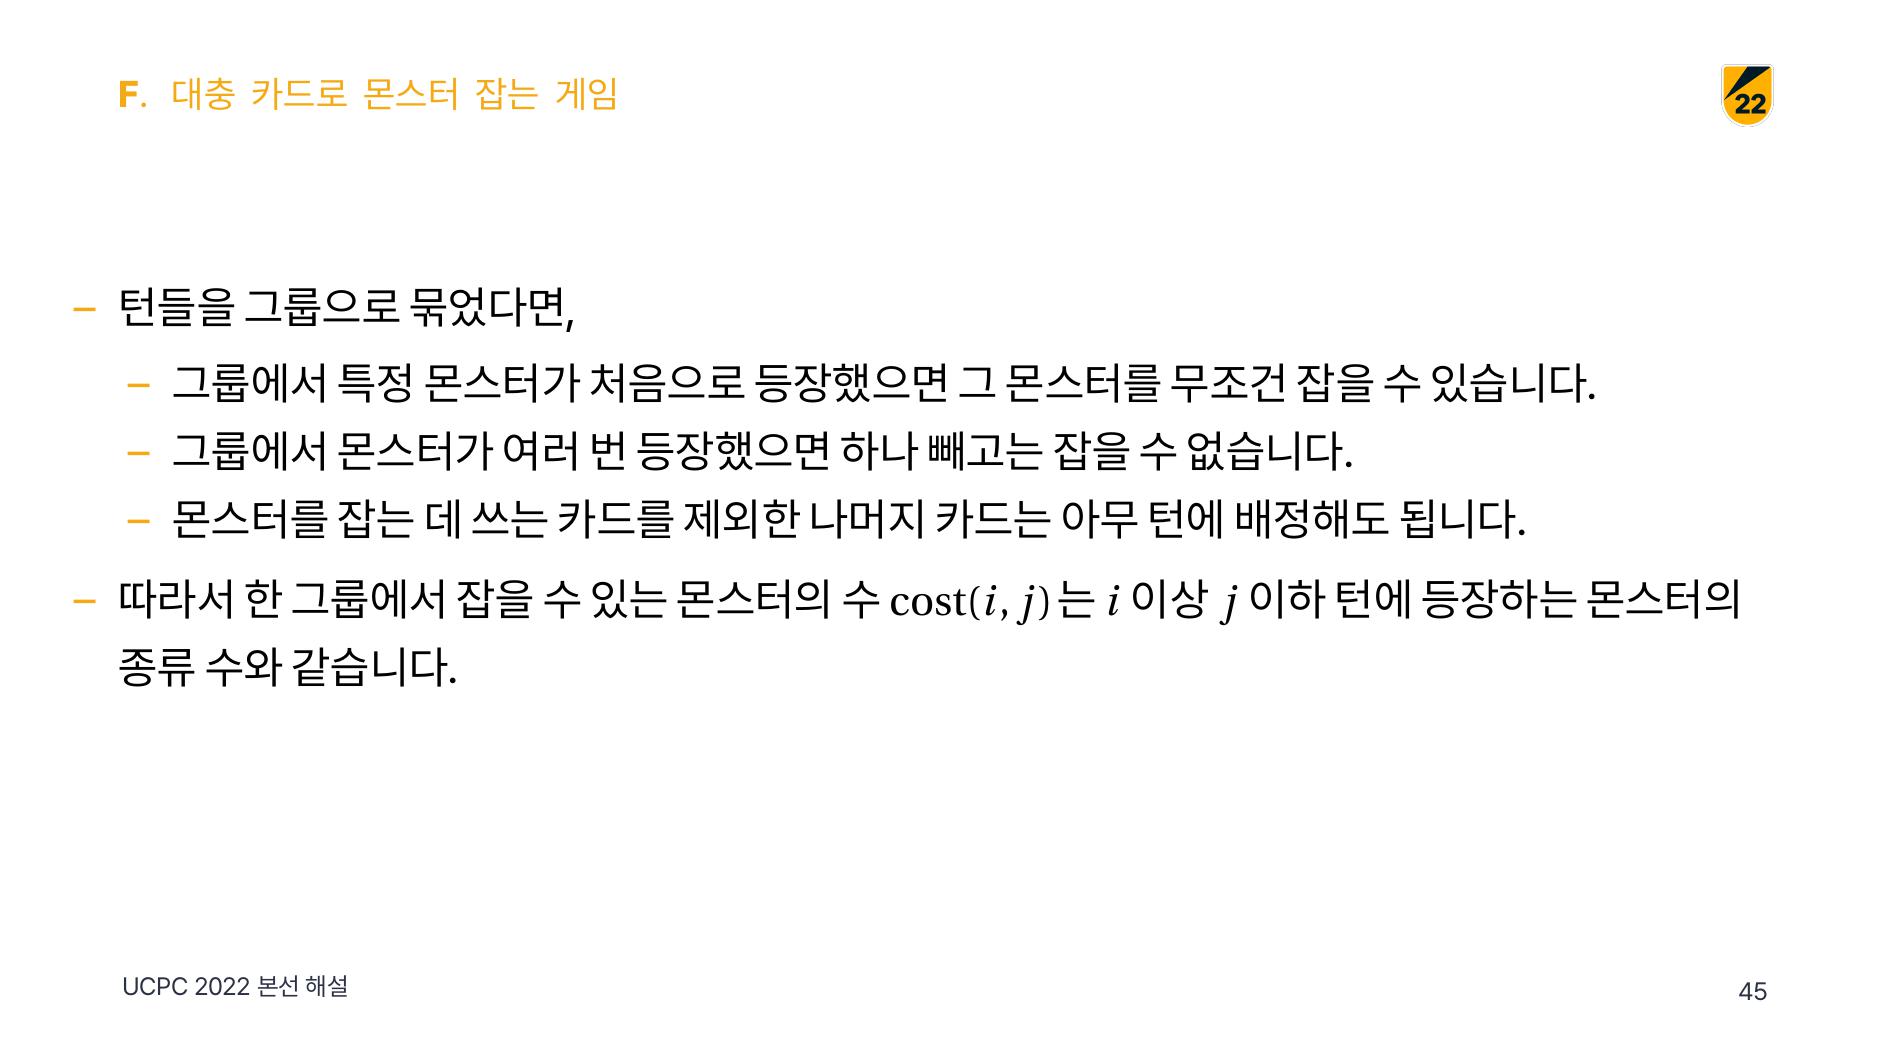 F. 대충 카드로 몬스터 잡는 게임
22
– 턴들을 그룹으로 묶었다면,
– 그룹에서 특정 몬스터가 처음으로 등장했으면 그 몬스터를 무조건 잡을 수 있습니다.
– 그룹에서 몬스터가 여러 번 등장했으면 하나 빼고는 잡을 수 없습니다.
– 몬스터를 잡는 데 쓰는 카드를 제외한 나머지 카드는 아무 턴에 배정해도 됩니다.
– 따라서 한 그룹에서 잡을 수 있는 몬스터의 수 cost(i, j)는 i 이상 j 이하 턴에 등장하는 몬스터의
종류 수와 같습니다.
UCPC 2022 본선 해설
45